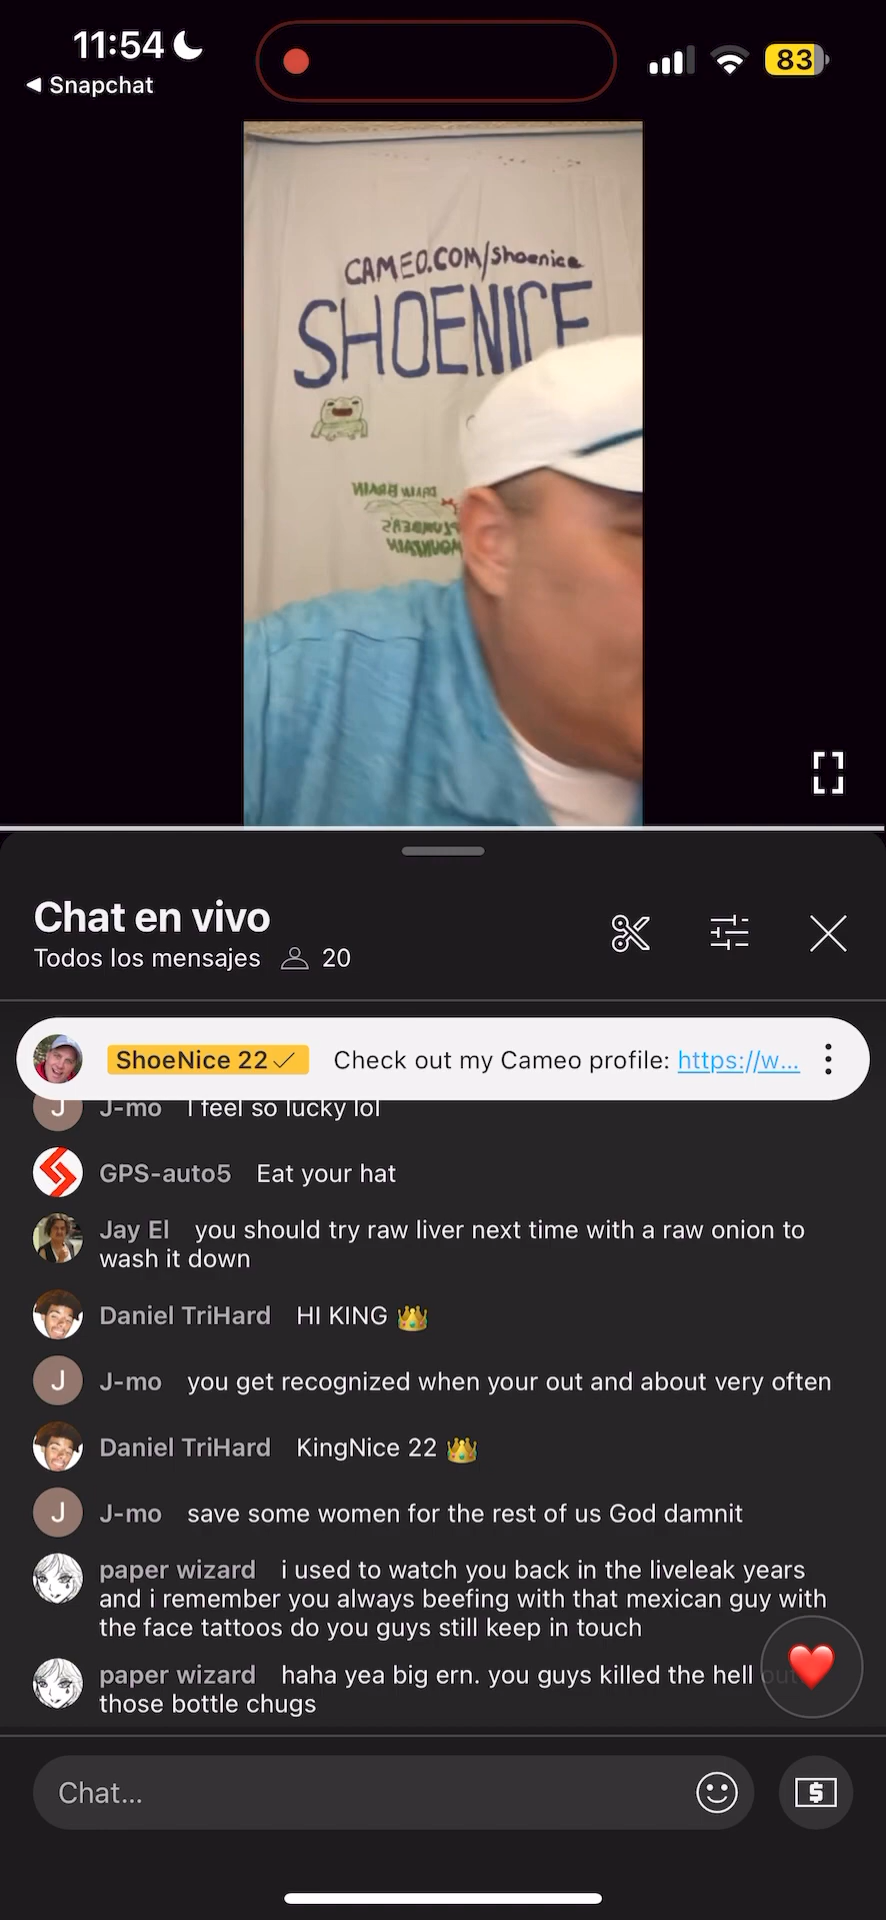 11:54
83
Snapchat
CAMEO.COM/shoenice
SHOENICE
DRAIN BRAIN
PLUMBERS
MOUNTAIN
Chat en vivo
Todos los mensajes 20
ShoeNice 22 Check out my Cameo profile: https://w...
J J-mo I feel so lucky lol
GPS-auto5 Eat your hat
Jay El you should try raw liver next time with a raw onion to
wash it down
Daniel TriHard HI KING 👑
J J-mo you get recognized when your out and about very often
Daniel TriHard KingNice 22 👑
J J-mo save some women for the rest of us God damnit
paper wizard i used to watch you back in the liveleak years
and i remember you always beefing with that mexican guy with
the face tattoos do you guys still keep in touch
paper wizard haha yea big ern. you guys killed the hell out
those bottle chugs
Chat...
$